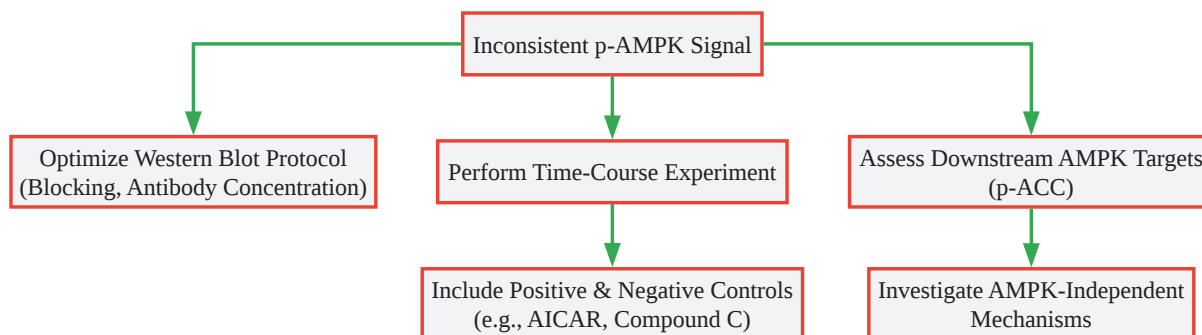 Inconsistent p-AMPK Signal
Optimize Western Blot Protocol
(Blocking, Antibody Concentration)
Perform Time-Course Experiment
Assess Downstream AMPK Targets
(p-ACC)
Include Positive & Negative Controls
(e.g., AICAR, Compound C)
Investigate AMPK-Independent
Mechanisms